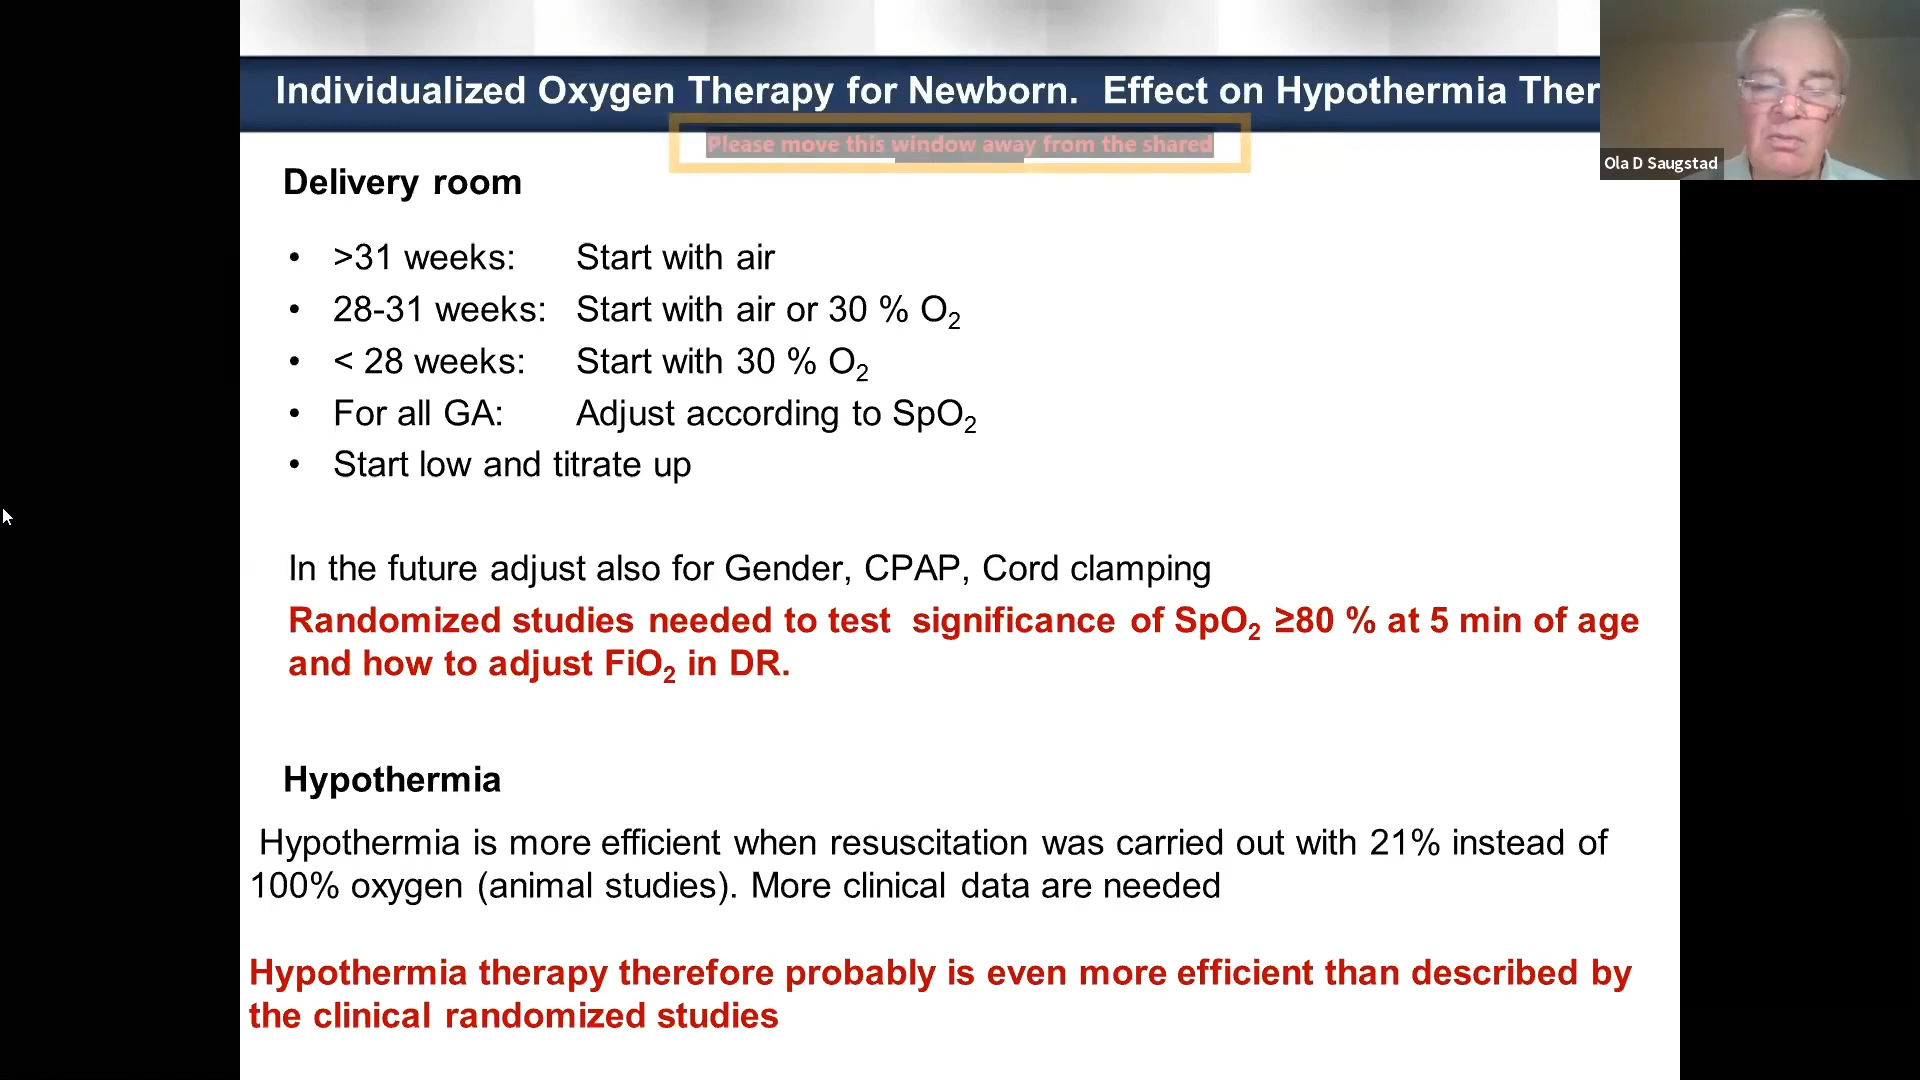 Individualized Oxygen Therapy for Newborn. Effect on Hypothermia Ther
Ola D Saugstad
Please move this window away from the shared
Delivery room
• >31 weeks: Start with air
• 28-31 weeks: Start with air or 30 % O₂
• < 28 weeks: Start with 30 % O₂
• For all GA: Adjust according to SpO₂
• Start low and titrate up
In the future adjust also for Gender, CPAP, Cord clamping
Randomized studies needed to test significance of SpO₂ ≥80 % at 5 min of age
and how to adjust FiO₂ in DR.
Hypothermia
Hypothermia is more efficient when resuscitation was carried out with 21% instead of
100% oxygen (animal studies). More clinical data are needed
Hypothermia therapy therefore probably is even more efficient than described by
the clinical randomized studies